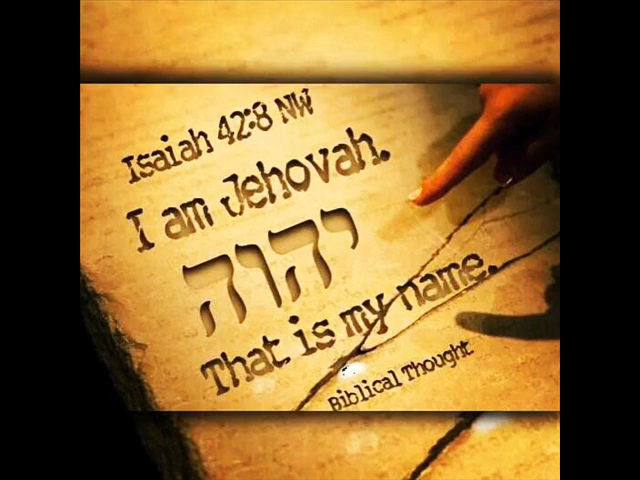 Isaiah 42:8 NW
I am Jehovah.
יהוה
That is my name.
Biblical Thought